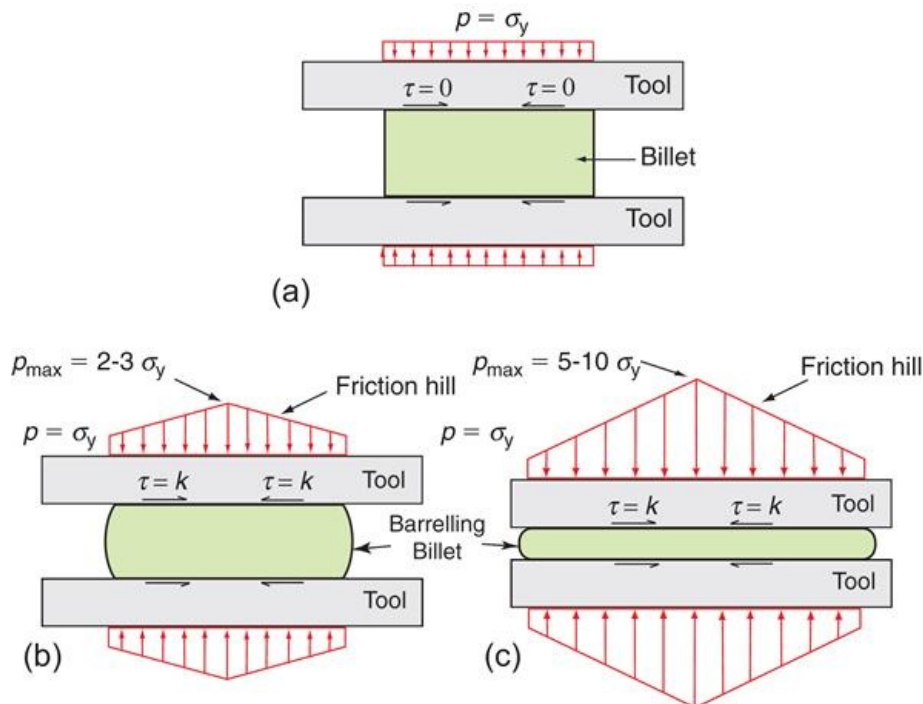 p = σy
τ=0 τ=0 Tool
Billet
Tool
(a)
pmax = 2-3 σy
Friction hill
p = σy
τ= k τ= k Tool
Barrelling
Billet
Tool
(b)
pmax = 5-10 σy
Friction hill
p = σy
τ= k τ= k Tool
Tool
(c)